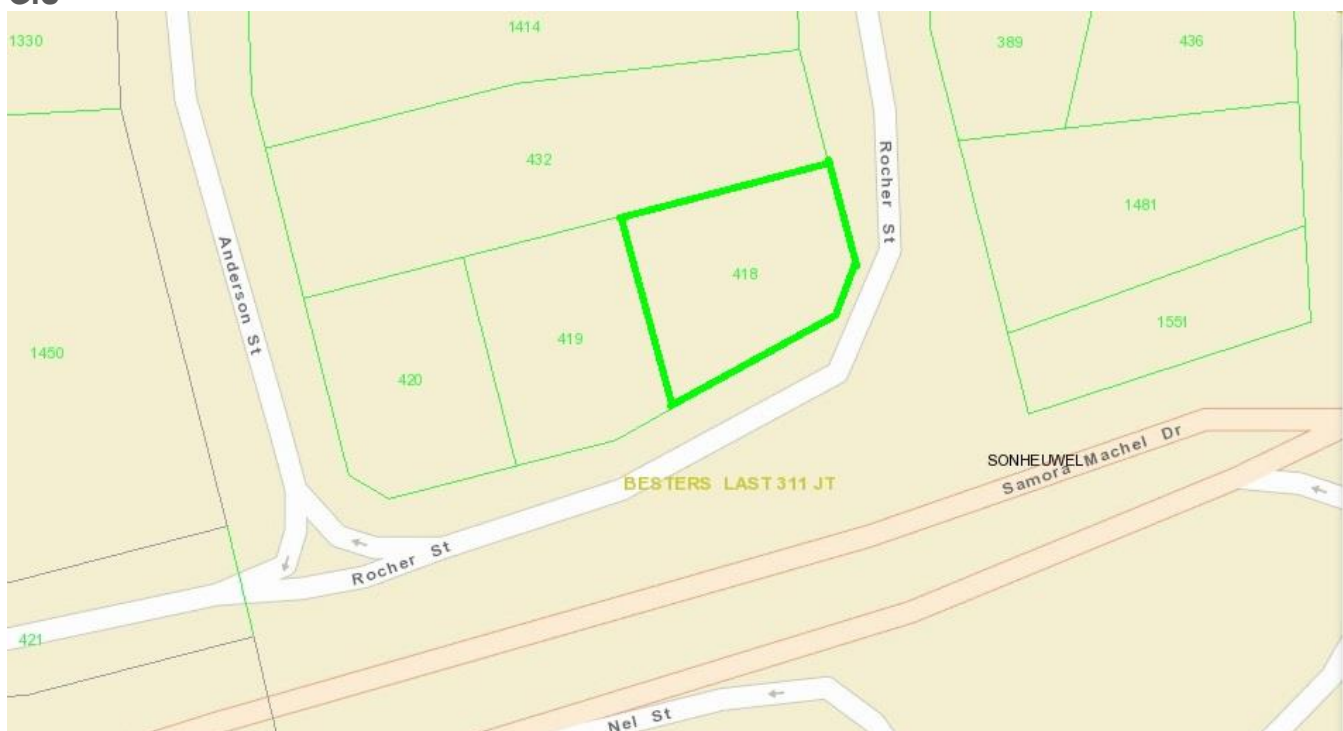 1330
1414
389
436
432
Rocher St
1481
418
Anderson St
1551
419
1450
420
SONHEUWEL
Samora Machel Dr
BESTERS LAST 311 JT
Rocher St
421
Nel St